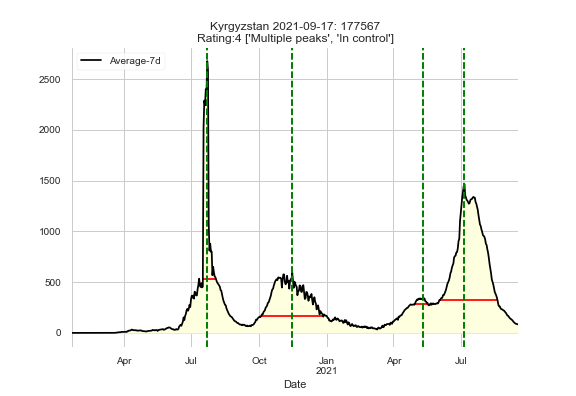 Kyrgyzstan 2021-09-17: 177567
Rating:4 ['Multiple peaks', 'In control']
Average-7d
2500
2000
1500
1000
500
0
Apr Jul Oct Jan Apr Jul
2021
Date